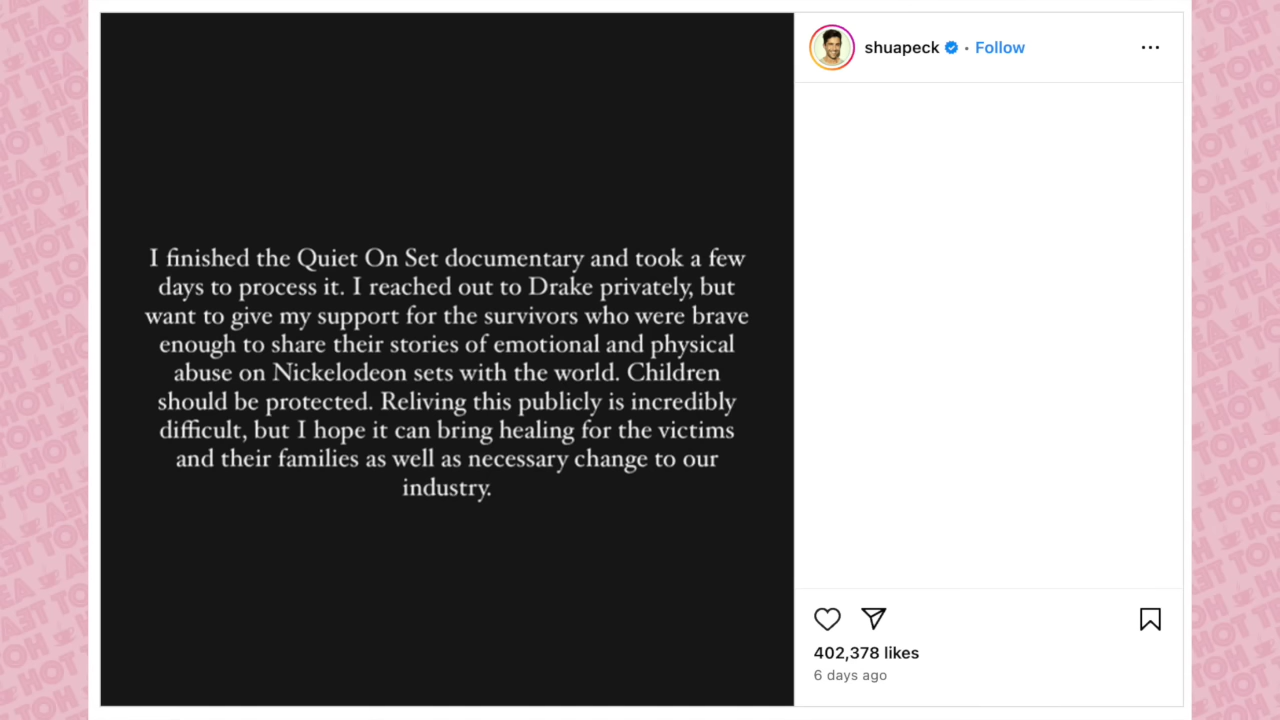 shuapeck · Follow
I finished the Quiet On Set documentary and took a few
days to process it. I reached out to Drake privately, but
want to give my support for the survivors who were brave
enough to share their stories of emotional and physical
abuse on Nickelodeon sets with the world. Children
should be protected. Reliving this publicly is incredibly
difficult, but I hope it can bring healing for the victims
and their families as well as necessary change to our
industry.
402,378 likes
6 days ago
HOT TEA